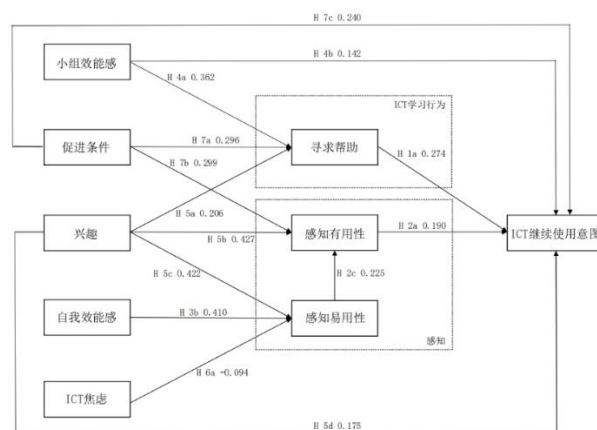 H 7c 0.240
H 4b 0.142
小组效能感
H 4a 0.362
ICT学习行为
促进条件
H 7a 0.296
寻求帮助
H 7b 0.299
H 1a 0.274
H 5a 0.206
兴趣
H 5b 0.427
感知有用性
H 2a 0.190
ICT继续使用意图
H 5c 0.422
H 2c 0.225
自我效能感
H 3b 0.410
感知易用性
感知
H 6a -0.094
ICT焦虑
H 5d 0.175